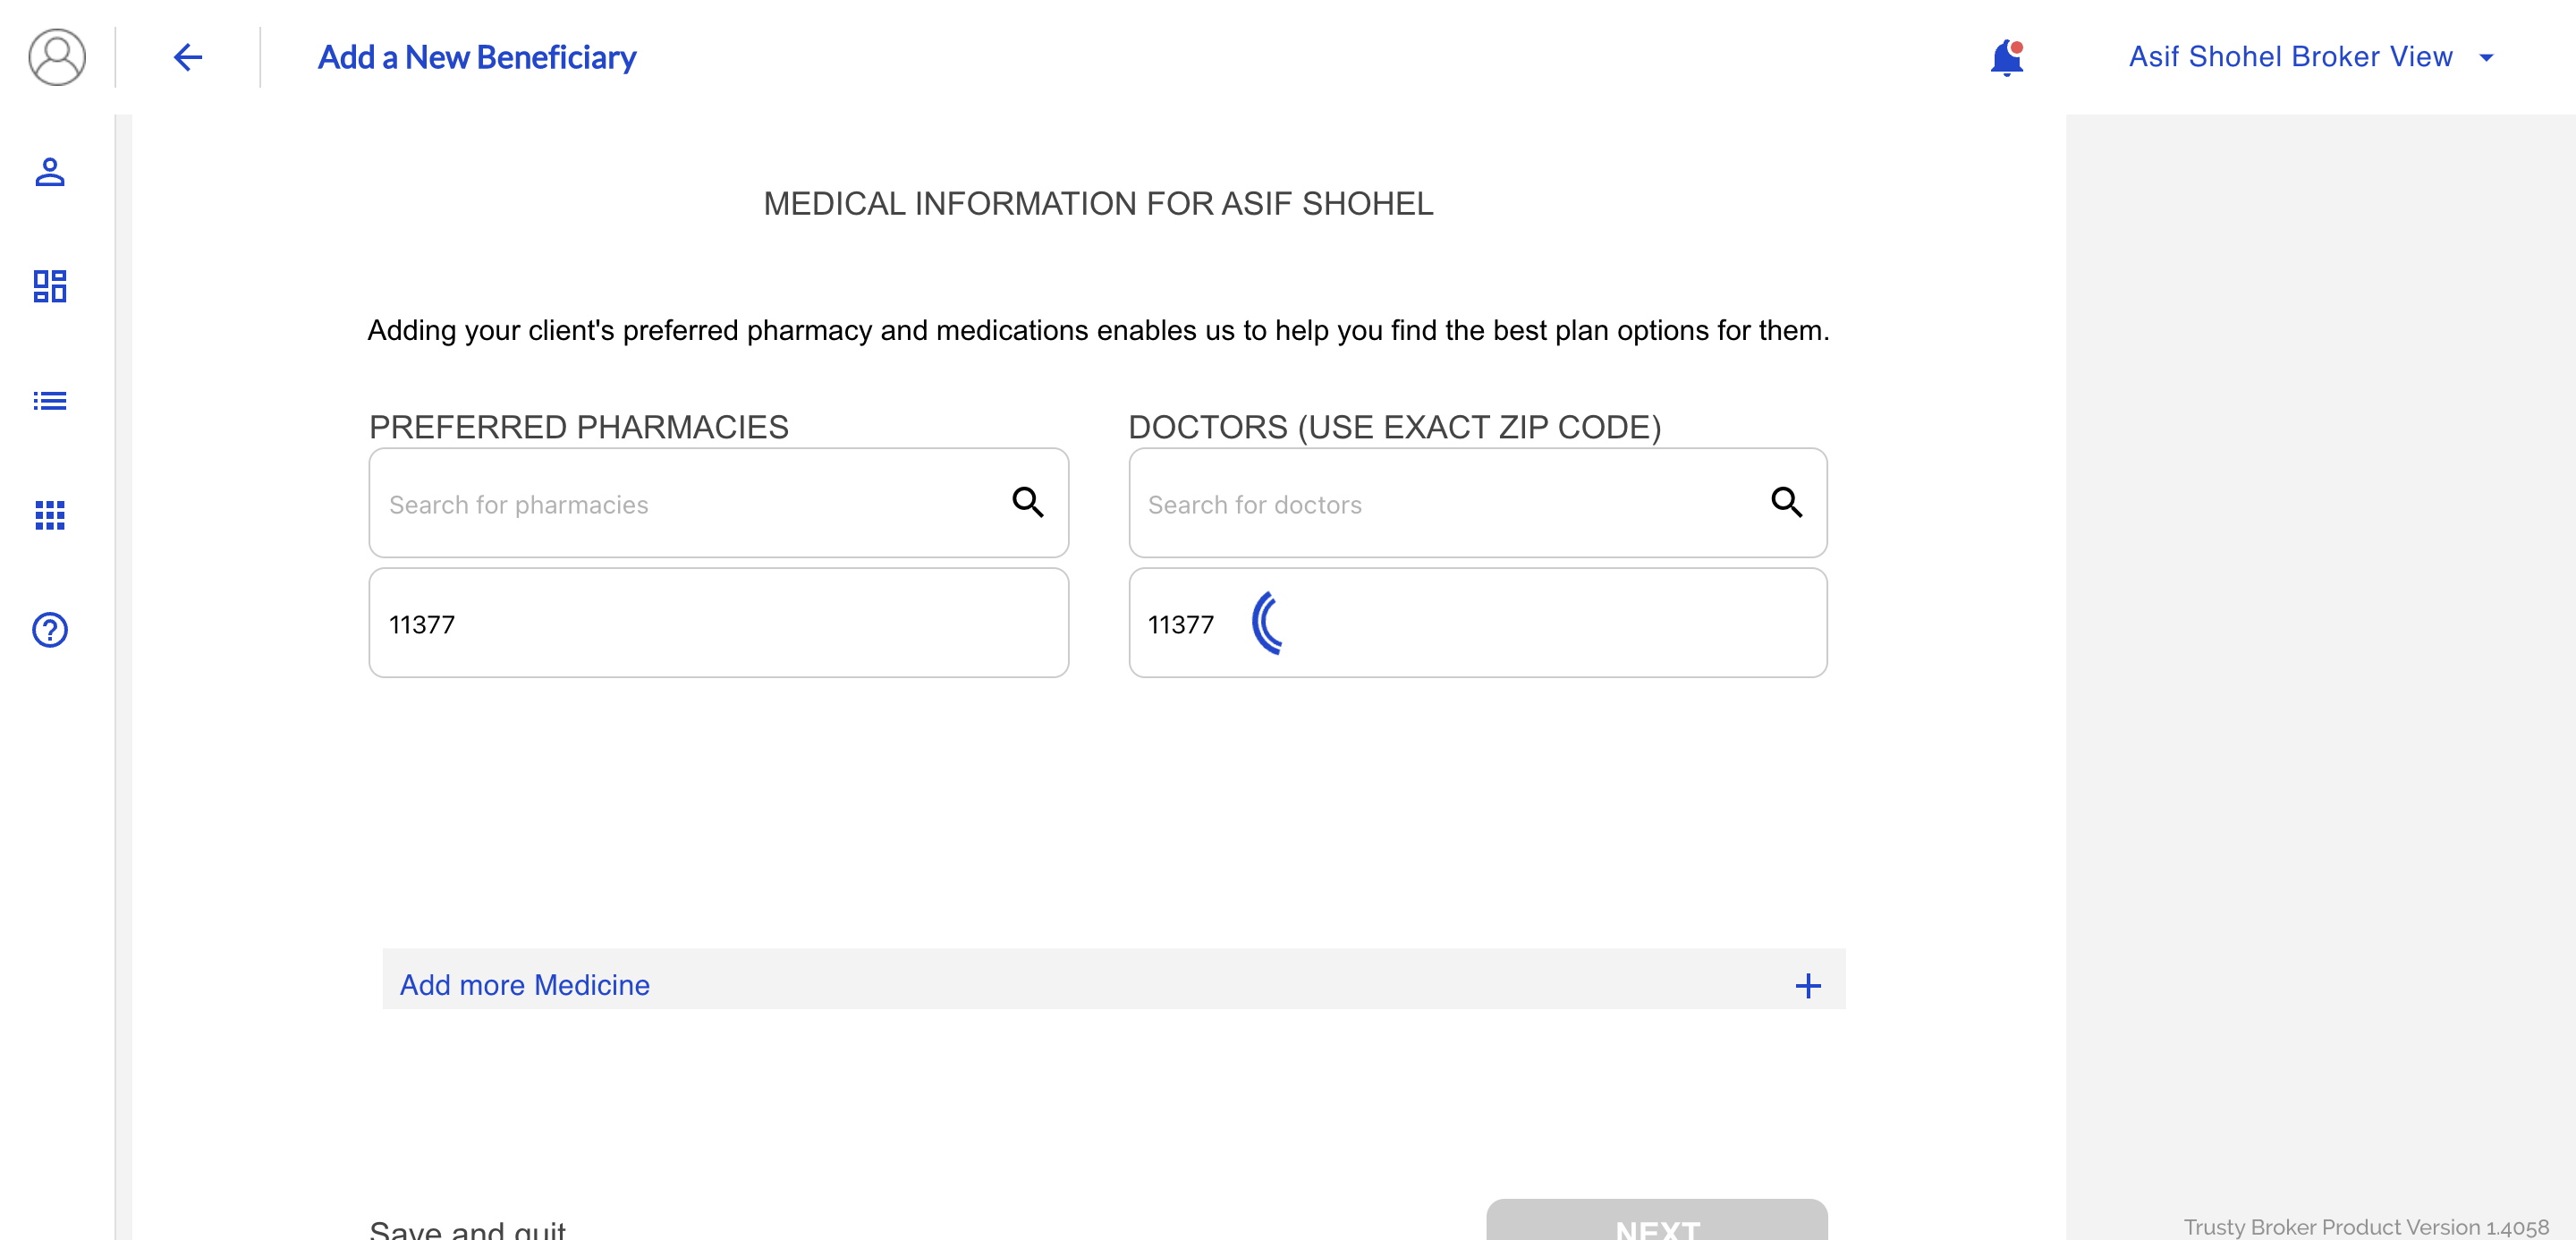 Add a New Beneficiary
Asif Shohel Broker View
MEDICAL INFORMATION FOR ASIF SHOHEL
Adding your client's preferred pharmacy and medications enables us to help you find the best plan options for them.
PREFERRED PHARMACIES
DOCTORS (USE EXACT ZIP CODE)
Search for pharmacies
Search for doctors
11377
11377
Add more Medicine
Save and quit
NEXT
Trusty Broker Product Version 1.4058